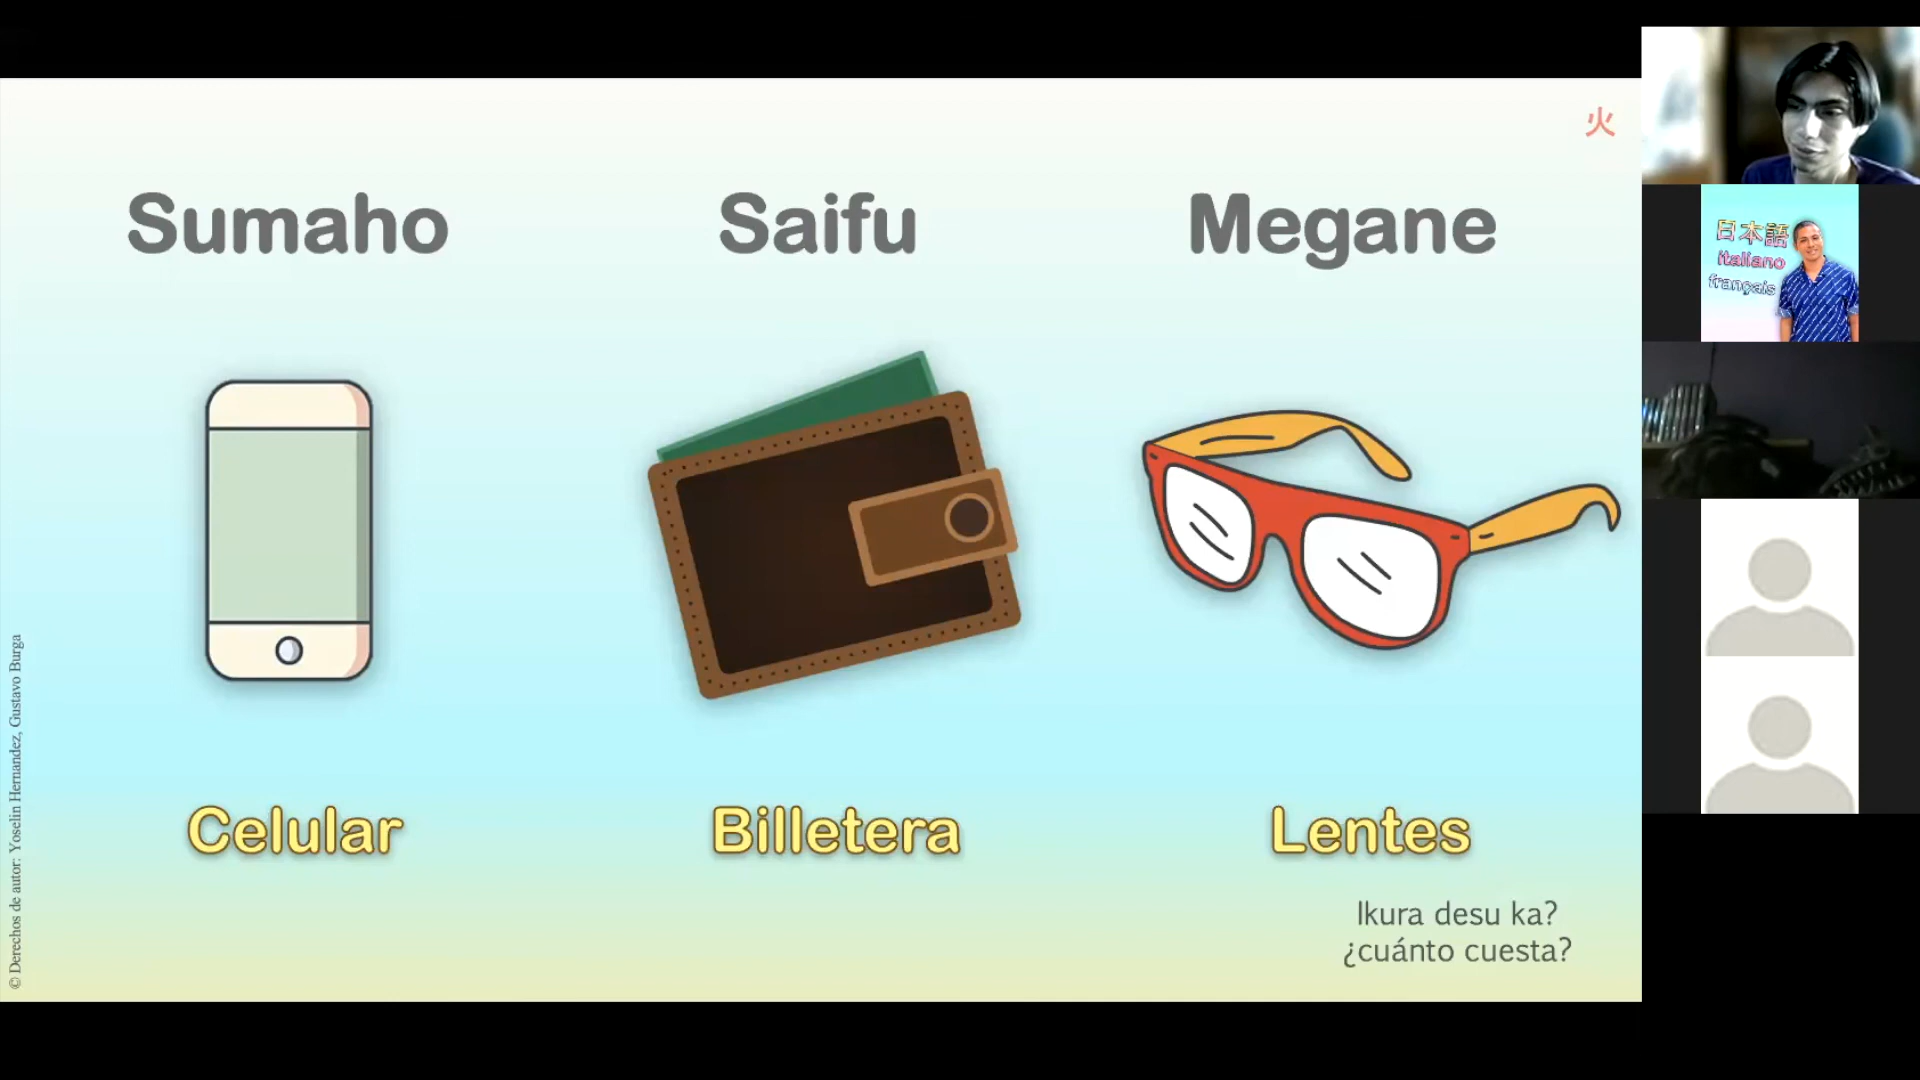 火
Sumaho
Saifu
Megane
Celular
Billetera
Lentes
Ikura desu ka?
¿cuánto cuesta?
© Derechos de autor: Yoselin Hernandez, Gustavo Burga
日本語
italiano
français